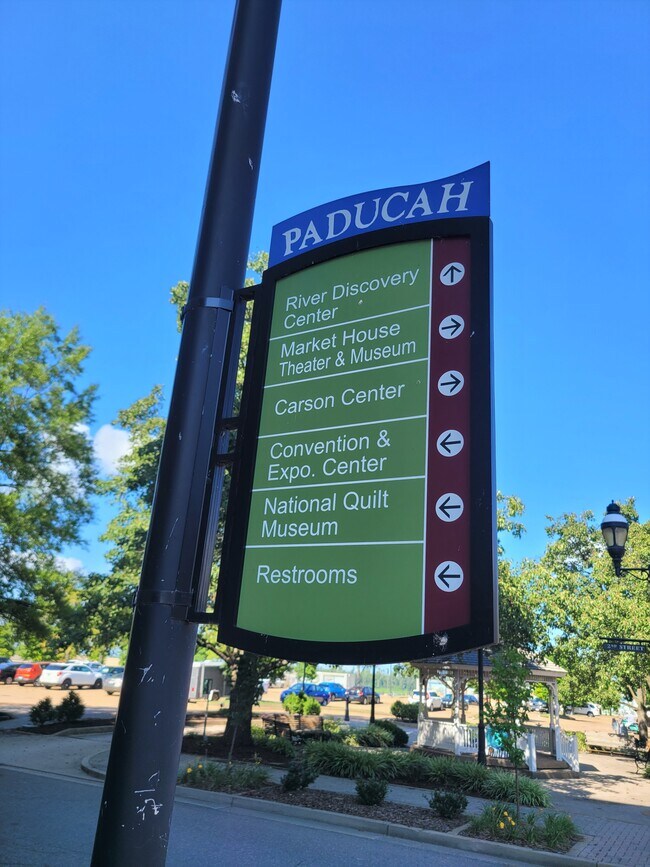 PADUCAH
River Discovery
Center
Market House
Theater & Museum
Carson Center
Convention &
Expo. Center
National Quilt
Museum
Restrooms